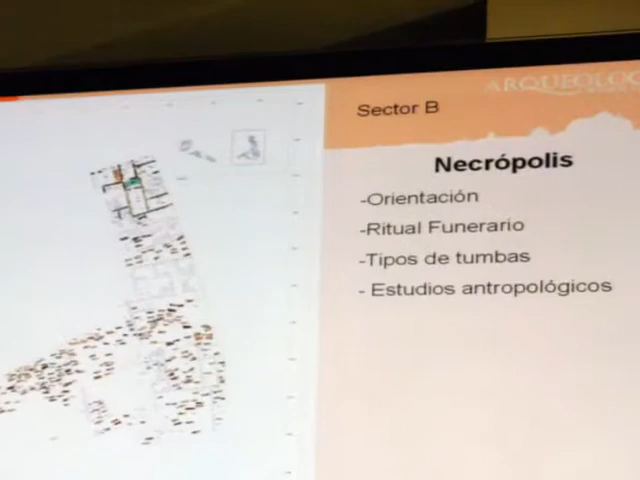 Sector B
Necrópolis
-Orientación
-Ritual Funerario
-Tipos de tumbas
- Estudios antropológicos